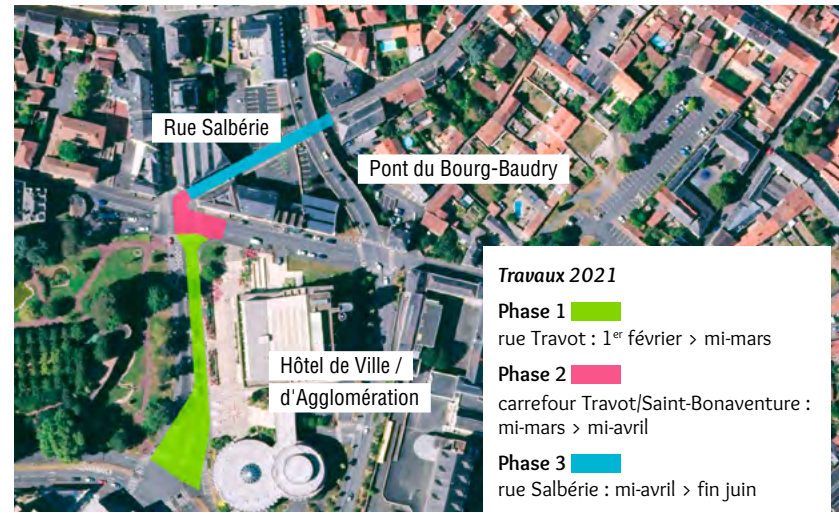 Rue Salbérie
Pont du Bourg-Baudry
Hôtel de Ville /
d'Agglomération
Travaux 2021
Phase 1
rue Travot : 1er février > mi-mars
Phase 2
carrefour Travot/Saint-Bonaventure :
mi-mars > mi-avril
Phase 3
rue Salbérie : mi-avril > fin juin